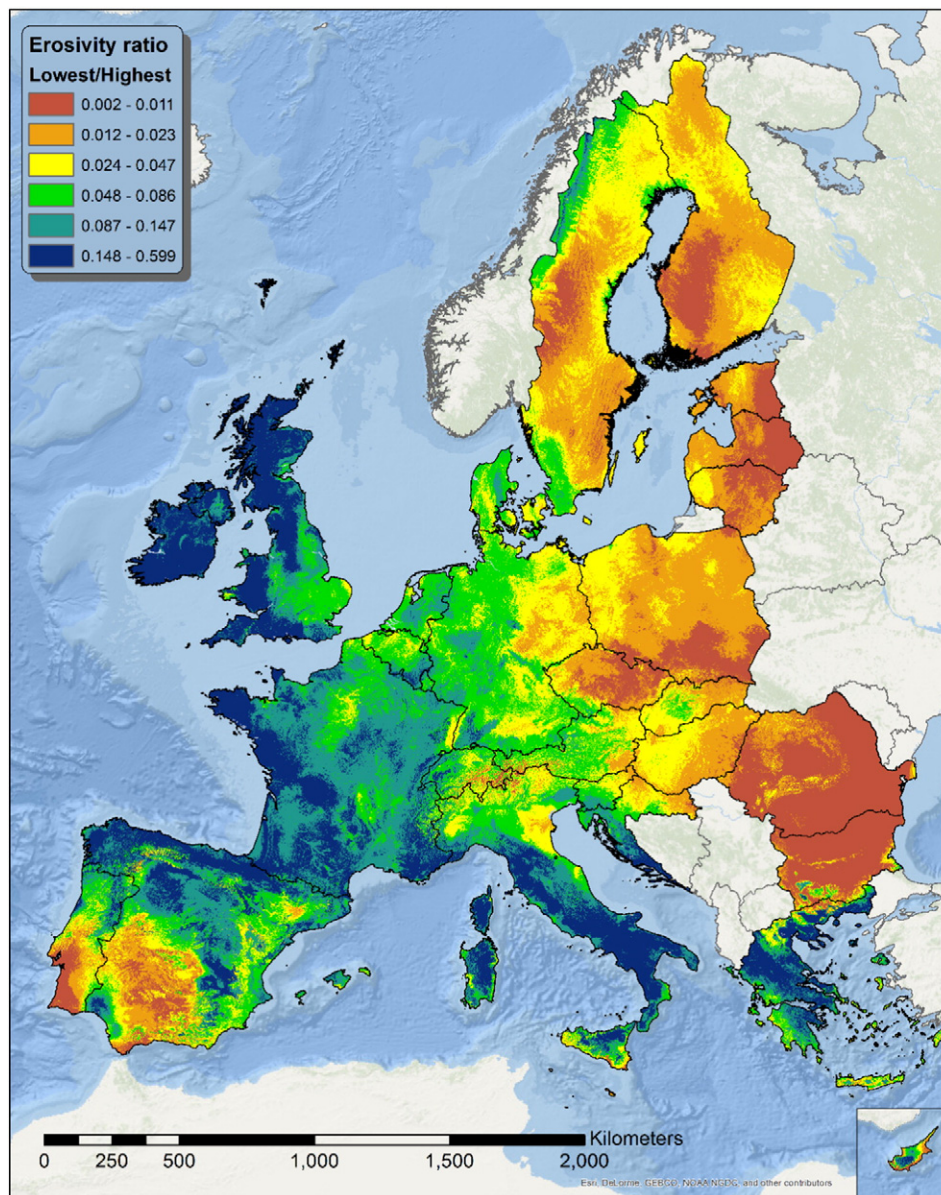 Erosivity ratio
Lowest/Highest
0.002 - 0.011
0.012 - 0.023
0.024 - 0.047
0.048 - 0.086
0.087 - 0.147
0.148 - 0.599
Kilometers
0 250 500 1,000 1,500 2,000
Esri, DeLorme, GEBCO, NOAA NGDC, and other contributors